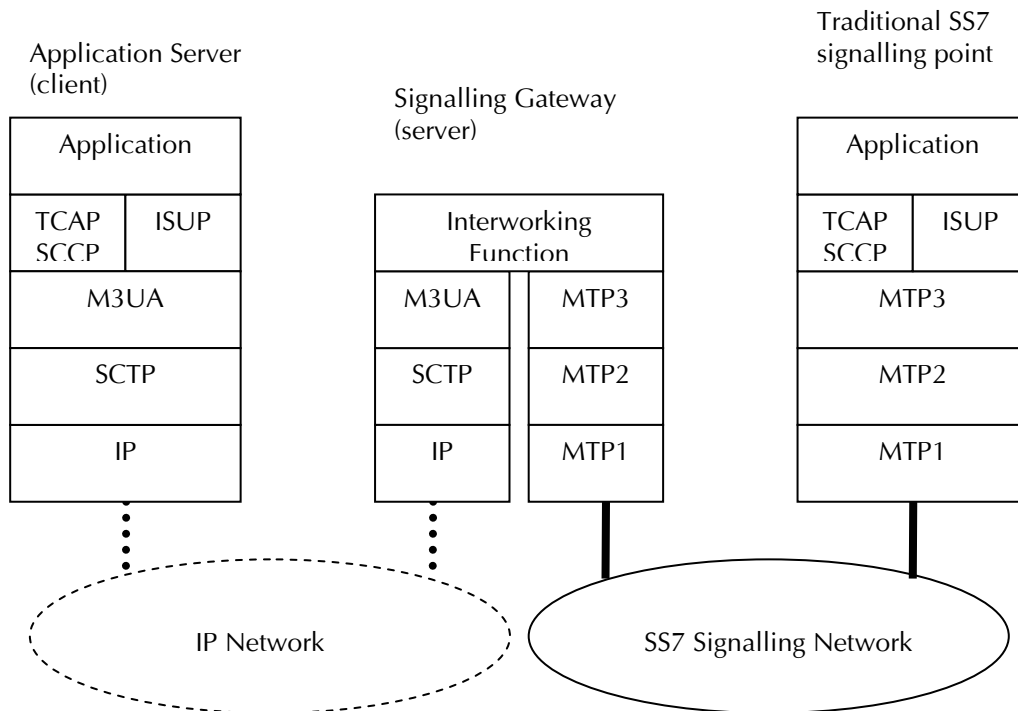 Traditional SS7
signalling point
Application Server
(client)
Signalling Gateway
(server)
Application
TCAP
SCCP
ISUP
M3UA
SCTP
IP
Interworking
Function
M3UA
SCTP
IP
MTP3
MTP2
MTP1
Application
TCAP
SCCP
ISUP
MTP3
MTP2
MTP1
IP Network
SS7 Signalling Network